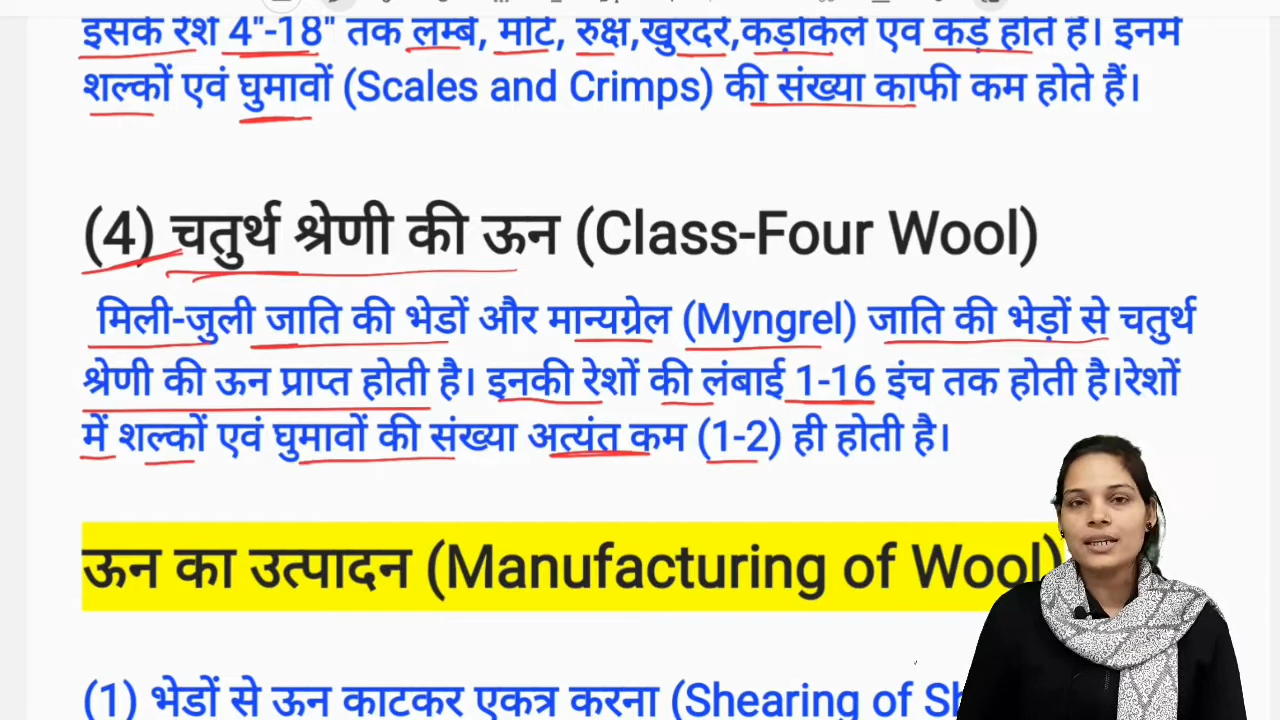 इसके रेशे 4"-18" तक लम्बे, मोटे, रुक्ष,खुरदरे,कड़किले एवं कड़े होते हैं। इनमें
शल्कों एवं घुमावों (Scales and Crimps) की संख्या काफी कम होते हैं।
(4) चतुर्थ श्रेणी की ऊन (Class-Four Wool)
मिली-जुली जाति की भेडों और मान्यग्रेल (Myngrel) जाति की भेड़ों से चतुर्थ
श्रेणी की ऊन प्राप्त होती है। इनकी रेशों की लंबाई 1-16 इंच तक होती है।रेशों
में शल्कों एवं घुमावों की संख्या अत्यंत कम (1-2) ही होती है।
ऊन का उत्पादन (Manufacturing of Wool)
(1) भेडों से ऊन काटकर एकत्र करना (Shearing of